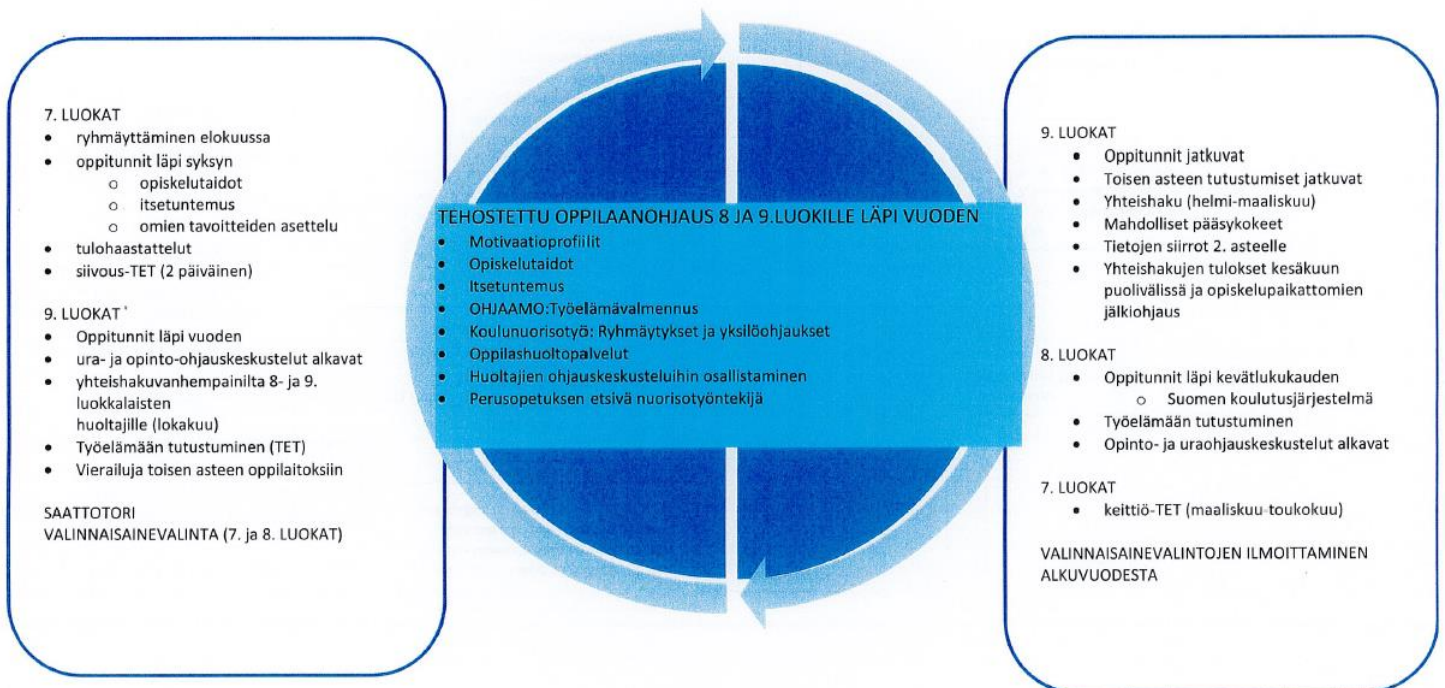 7. LUOKAT
• ryhmäyttäminen elokuussa
• oppitunnit läpi syksyn
o opiskelutaidot
o itsetuntemus
o omien tavoitteiden asettelu
• tulohaastattelut
• siivous-TET (2 päiväinen)
9. LUOKAT
• Oppitunnit läpi vuoden
• ura- ja opinto-ohjauskeskustelut alkavat
• yhteishakuvanhempainilta 8- ja 9.
luokkalaisten
huoltajille (lokakuu)
• Työelämään tutustuminen (TET)
• Vierailuja toisen asteen oppilaitoksiin
SAATTOTORI
VALINNAISAINEVALINTA (7. ja 8. LUOKAT)
TEHOSTETTU OPPILAANOHJAUS 8 JA 9.LUOKILLE LÄPI VUODEN
• Motivaatioprofiilit
• Opiskelutaidot
• Itsetuntemus
• OHJAAMO:Työelämävalmennus
• Koulunuorisotyö: Ryhmäytykset ja yksilöohjaukset
• Oppilashuoltopalvelut
• Huoltajien ohjauskeskusteluihin osallistaminen
• Perusopetuksen etsivä nuorisotyöntekijä
9. LUOKAT
• Oppitunnit jatkuvat
• Toisen asteen tutustumiset jatkuvat
• Yhteishaku (helmi-maaliskuu)
• Mahdolliset pääsykokeet
• Tietojen siirrot 2. asteelle
• Yhteishakujen tulokset kesäkuun
puolivälissä ja opiskelupaikattomien
jälkiohjaus
8. LUOKAT
• Oppitunnit läpi kevätlukukauden
o Suomen koulutusjärjestelmä
• Työelämään tutustuminen
• Opinto- ja uraohjauskeskustelut alkavat
7. LUOKAT
• keittiö-TET (maaliskuu-toukokuu)
VALINNAISAINEVALINTOJEN ILMOITTAMINEN
ALKUVUODESTA